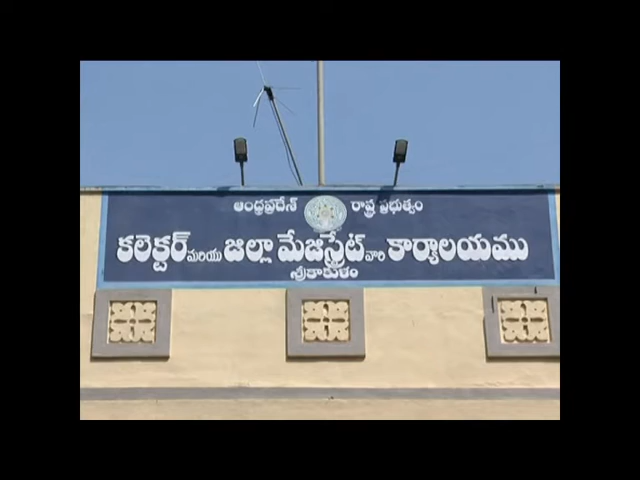 ఆంధ్రప్రదేశ్ రాష్ట్ర ప్రభుత్వం
కలెక్టర్ మరియు జిల్లా మేజిస్ట్రేట్ వారి కార్యాలయము
శ్రీకాకుళం